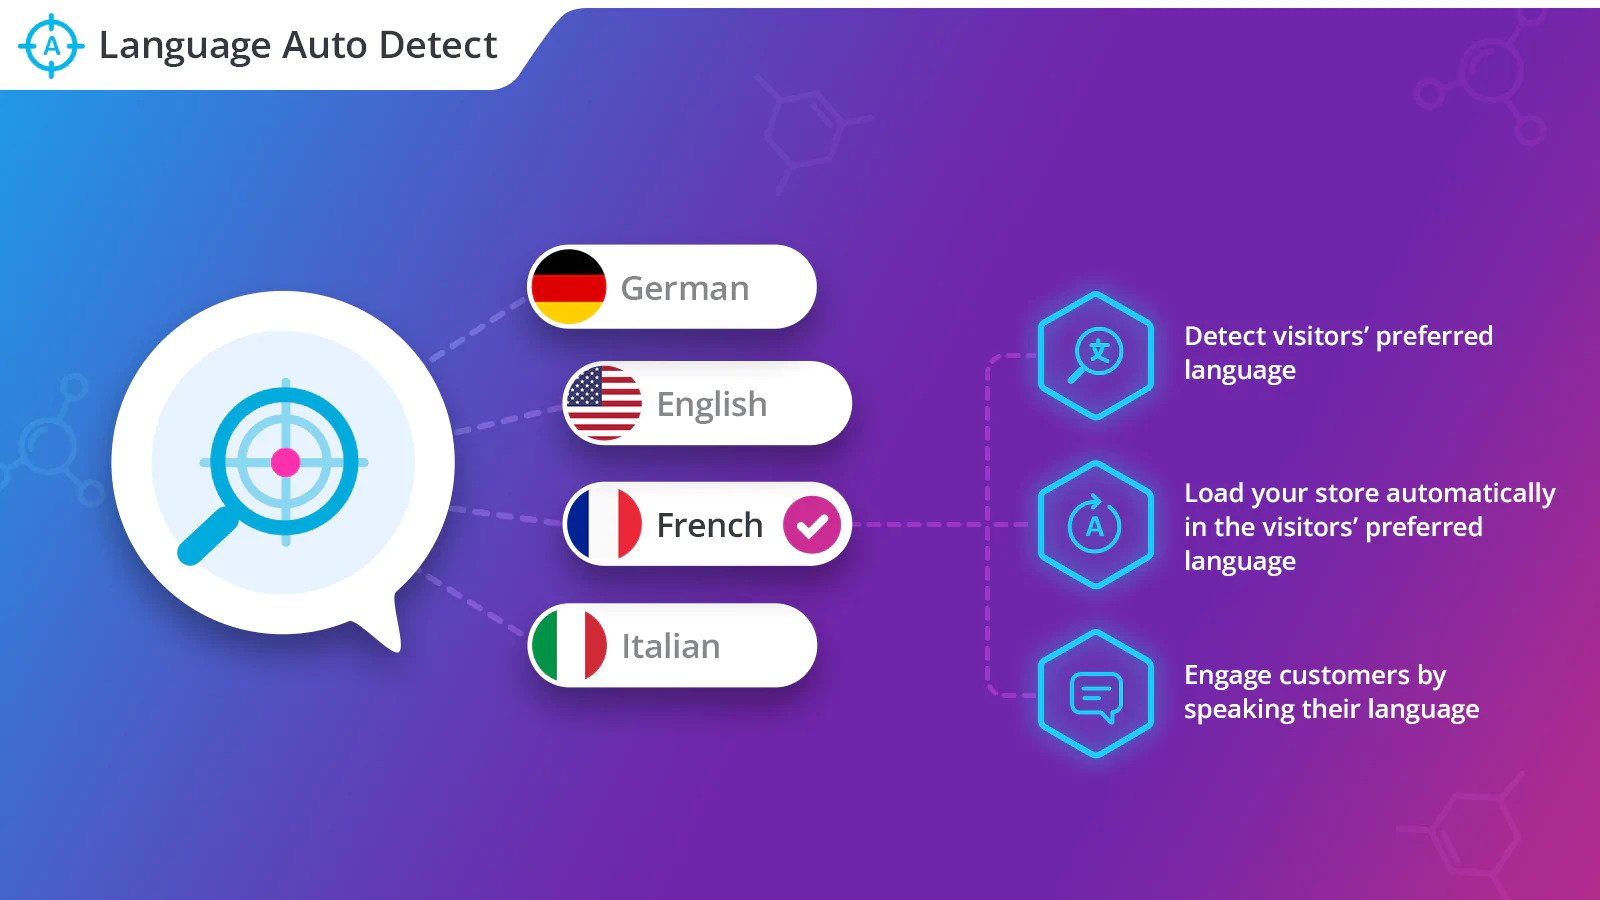 A
Language Auto Detect
German
English
French
Italian
文
Detect visitors’ preferred
language
A
Load your store automatically
in the visitors’ preferred
language
Engage customers by
speaking their language